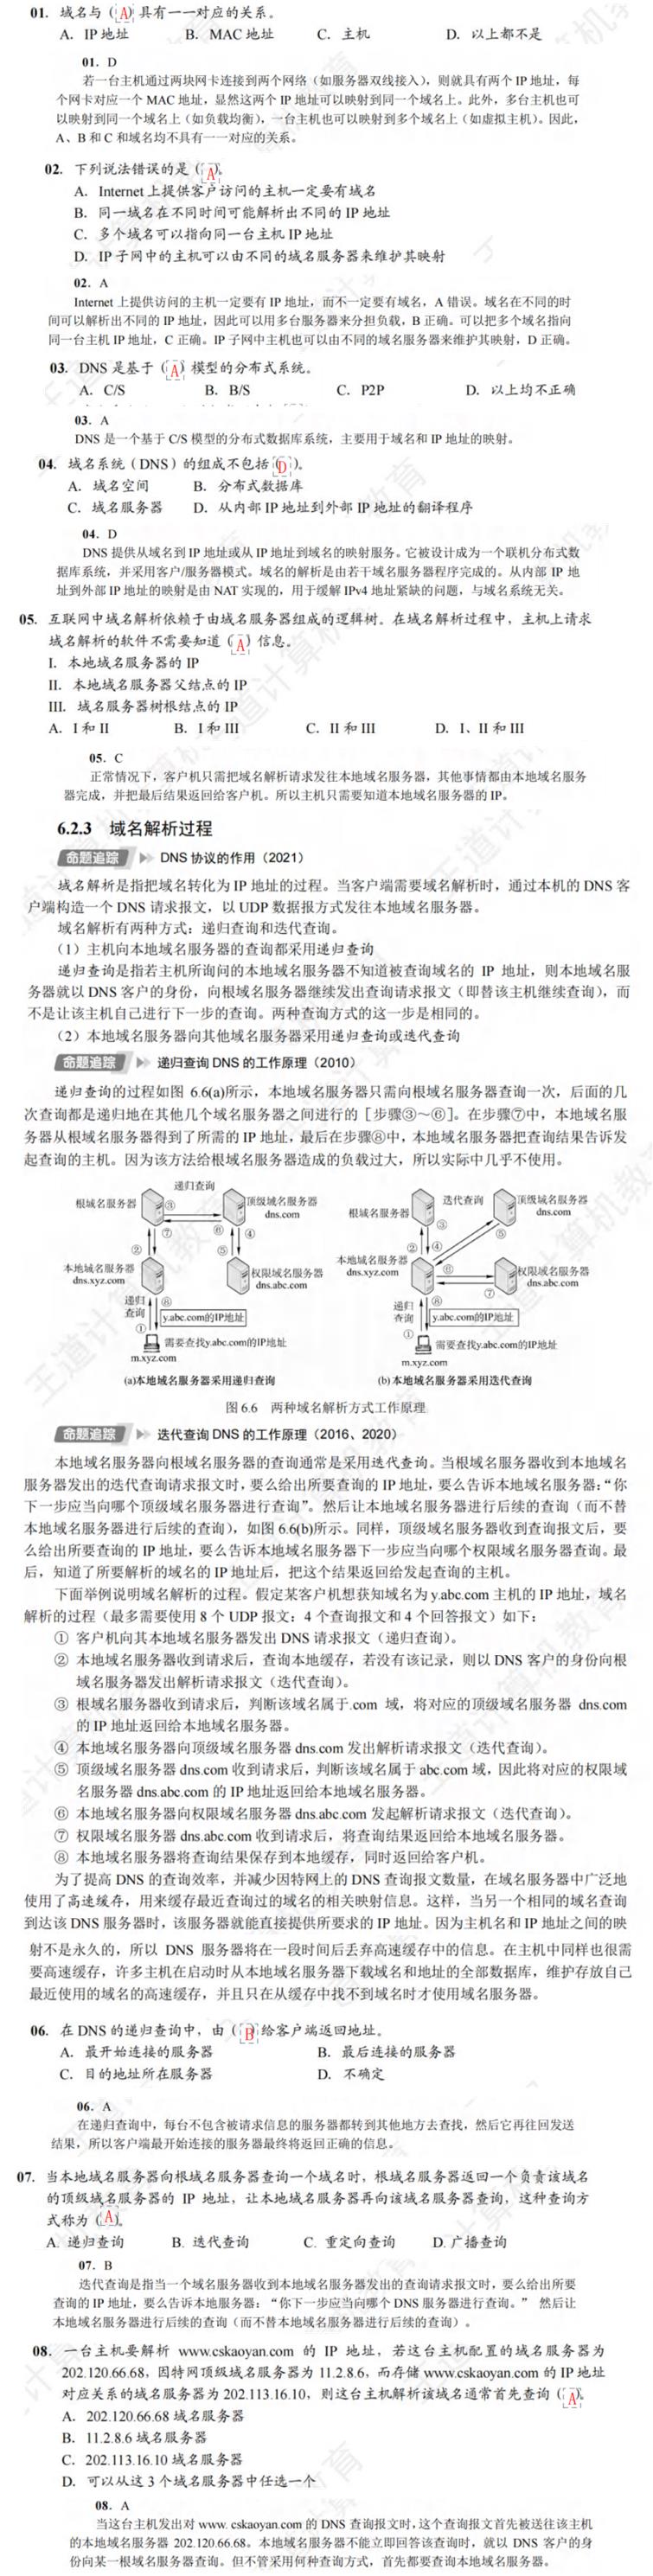 01. 域名与 ( A ) 具有一一对应的关系。
A. IP 地址 B. MAC 地址 C. 主机 D. 以上都不是
01. D
若一台主机通过两块网卡连接到两个网络（如服务器双线接入），则就具有两个 IP 地址，每
个网卡对应一个 MAC 地址，显然这两个 IP 地址可以映射到同一个域名上。此外，多台主机也可
以映射到同一个域名上（如负载均衡），一台主机也可以映射到多个域名上（如虚拟主机）。因此，
A、B 和 C 和域名均不具有一一对应的关系。
02. 下列说法错误的是 ( A )。
A. Internet 上提供客户访问的主机一定要有域名
B. 同一域名在不同时间可能解析出不同的 IP 地址
C. 多个域名可以指向同一台主机 IP 地址
D. IP 子网中的主机可以由不同的域名服务器来维护其映射
02. A
Internet 上提供访问的主机一定要有 IP 地址，而不一定要有域名，A 错误。域名在不同的时
间可以解析出不同的 IP 地址，因此可以用多台服务器来分担负载，B 正确。可以把多个域名指向
同一台主机 IP 地址，C 正确。IP 子网中主机也可以由不同的域名服务器来维护其映射，D 正确。
03. DNS 是基于 ( A ) 模型的分布式系统。
A. C/S B. B/S C. P2P D. 以上均不正确
03. A
DNS 是一个基于 C/S 模型的分布式数据库系统，主要用于域名和 IP 地址的映射。
04. 域名系统（DNS）的组成不包括 ( D )。
A. 域名空间 B. 分布式数据库
C. 域名服务器 D. 从内部 IP 地址到外部 IP 地址的翻译程序
04. D
DNS 提供从域名到 IP 地址或从 IP 地址到域名的映射服务。它被设计成为一个联机分布式数
据库系统，并采用客户/服务器模式。域名的解析是由若干域名服务器程序完成的。从内部 IP 地
址到外部 IP 地址的映射是由 NAT 实现的，用于缓解 IPv4 地址紧缺的问题，与域名系统无关。
05. 互联网中域名解析依赖于由域名服务器组成的逻辑树。在域名解析过程中，主机上请求
域名解析的软件不需要知道 ( A ) 信息。
I. 本地域名服务器的 IP
II. 本地域名服务器父结点的 IP
III. 域名服务器树根结点的 IP
A. I 和 II B. I 和 III C. II 和 III D. I、II 和 III
05. C
正常情况下，客户机只需把域名解析请求发往本地域名服务器，其他事情都由本地域名服务
器完成，并把最后结果返回给客户机。所以主机只需要知道本地域名服务器的 IP。
6.2.3 域名解析过程
命题追踪 DNS 协议的作用（2021）
域名解析是指把域名转化为 IP 地址的过程。当客户端需要域名解析时，通过本机的 DNS 客
户端构造一个 DNS 请求报文，以 UDP 数据报方式发往本地域名服务器。
域名解析有两种方式：递归查询和迭代查询。
（1）主机向本地域名服务器的查询都采用递归查询
递归查询是指若主机所询问的本地域名服务器不知道被查询域名的 IP 地址，则本地域名服
务器就以 DNS 客户的身份，向根域名服务器继续发出查询请求报文（即替该主机继续查询），而
不是让该主机自己进行下一步的查询。两种查询方式的这一步是相同的。
（2）本地域名服务器向其他域名服务器采用递归查询或迭代查询
命题追踪 递归查询 DNS 的工作原理（2010）
递归查询的过程如图 6.6(a)所示，本地域名服务器只需向根域名服务器查询一次，后面的几
次查询都是递归地在其他几个域名服务器之间进行的［步骤③～⑥］。在步骤⑦中，本地域名服
务器从根域名服务器得到了所需的 IP 地址，最后在步骤⑧中，本地域名服务器把查询结果告诉发
起查询的主机。因为该方法给根域名服务器造成的负载过大，所以实际中几乎不使用。
递归查询
根域名服务器 ③ 顶级域名服务器
dns.com
② ⑦ ⑥ ④
⑤
本地域名服务器
dns.xyz.com
权限域名服务器
dns.abc.com
递归
查询
① ⑧ y.abc.com的IP地址
需要查找y.abc.com的IP地址
m.xyz.com
(a)本地域名服务器采用递归查询
迭代查询
根域名服务器 ③ 顶级域名服务器
dns.com
② ④ ⑤
本地域名服务器
dns.xyz.com
⑥ 权限域名服务器
dns.abc.com
⑦
递归
查询
① ⑧ y.abc.com的IP地址
需要查找y.abc.com的IP地址
m.xyz.com
(b)本地域名服务器采用迭代查询
图 6.6 两种域名解析方式工作原理
命题追踪 迭代查询 DNS 的工作原理（2016、2020）
本地域名服务器向根域名服务器的查询通常是采用迭代查询。当根域名服务器收到本地域名
服务器发出的迭代查询请求报文时，要么给出所要查询的 IP 地址，要么告诉本地域名服务器：“你
下一步应当向哪个顶级域名服务器进行查询”。然后让本地域名服务器进行后续的查询（而不替
本地域名服务器进行后续的查询），如图 6.6(b)所示。同样，顶级域名服务器收到查询报文后，要
么给出所要查询的 IP 地址，要么告诉本地域名服务器下一步应当向哪个权限域名服务器查询。最
后，知道了所要解析的域名的 IP 地址后，把这个结果返回给发起查询的主机。
下面举例说明域名解析的过程。假定某客户机想获知域名为 y.abc.com 主机的 IP 地址，域名
解析的过程（最多需要使用 8 个 UDP 报文：4 个查询报文和 4 个回答报文）如下：
① 客户机向其本地域名服务器发出 DNS 请求报文（递归查询）。
② 本地域名服务器收到请求后，查询本地缓存，若没有该记录，则以 DNS 客户的身份向根
域名服务器发出解析请求报文（迭代查询）。
③ 根域名服务器收到请求后，判断该域名属于.com 域，将对应的顶级域名服务器 dns.com
的 IP 地址返回给本地域名服务器。
④ 本地域名服务器向顶级域名服务器 dns.com 发出解析请求报文（迭代查询）。
⑤ 顶级域名服务器 dns.com 收到请求后，判断该域名属于 abc.com 域，因此将对应的权限域
名服务器 dns.abc.com 的 IP 地址返回给本地域名服务器。
⑥ 本地域名服务器向权限域名服务器 dns.abc.com 发起解析请求报文（迭代查询）。
⑦ 权限域名服务器 dns.abc.com 收到请求后，将查询结果返回给本地域名服务器。
⑧ 本地域名服务器将查询结果保存到本地缓存，同时返回给客户机。
为了提高 DNS 的查询效率，并减少因特网上的 DNS 查询报文数量，在域名服务器中广泛地
使用了高速缓存，用来缓存最近查询过的域名的相关映射信息。这样，当另一个相同的域名查询
到达该 DNS 服务器时，该服务器就能直接提供所要求的 IP 地址。因为主机名和 IP 地址之间的映
射不是永久的，所以 DNS 服务器将在一段时间后丢弃高速缓存中的信息。在主机中同样也很需
要高速缓存，许多主机在启动时从本地域名服务器下载域名和地址的全部数据库，维护存放自己
最近使用的域名的高速缓存，并且只在从缓存中找不到域名时才使用域名服务器。
06. 在 DNS 的递归查询中，由 ( B ) 给客户端返回地址。
A. 最开始连接的服务器 B. 最后连接的服务器
C. 目的地址所在服务器 D. 不确定
06. A
在递归查询中，每台不包含被请求信息的服务器都转到其他地方去查找，然后它再往回发送
结果，所以客户端最开始连接的服务器最终将返回正确的信息。
07. 当本地域名服务器向根域名服务器查询一个域名时，根域名服务器返回一个负责该域名
的顶级域名服务器的 IP 地址，让本地域名服务器再向该域名服务器查询，这种查询方
式称为 ( A )。
A. 递归查询 B. 迭代查询 C. 重定向查询 D. 广播查询
07. B
迭代查询是指当一个域名服务器收到本地域名服务器发出的查询请求报文时，要么给出所要
查询的 IP 地址，要么告诉本地服务器：“你下一步应当向哪个 DNS 服务器进行查询。” 然后让
本地域名服务器进行后续的查询（而不替本地域名服务器进行后续的查询）。
08. 一台主机要解析 www.cskaoyan.com 的 IP 地址，若这台主机配置的域名服务器为
202.120.66.68，因特网顶级域名服务器为 11.2.8.6，而存储 www.cskaoyan.com 的 IP 地址
对应关系的域名服务器为 202.113.16.10，则这台主机解析该域名通常首先查询 ( A )。
A. 202.120.66.68 域名服务器
B. 11.2.8.6 域名服务器
C. 202.113.16.10 域名服务器
D. 可以从这 3 个域名服务器中任选一个
08. A
当这台主机发出对 www. cskaoyan.com 的 DNS 查询报文时，这个查询报文首先被送往该主机
的本地域名服务器 202.120.66.68。本地域名服务器不能立即回答该查询时，就以 DNS 客户的身
份向某一根域名服务器查询。但不管采用何种查询方式，首先都要查询本地域名服务器。